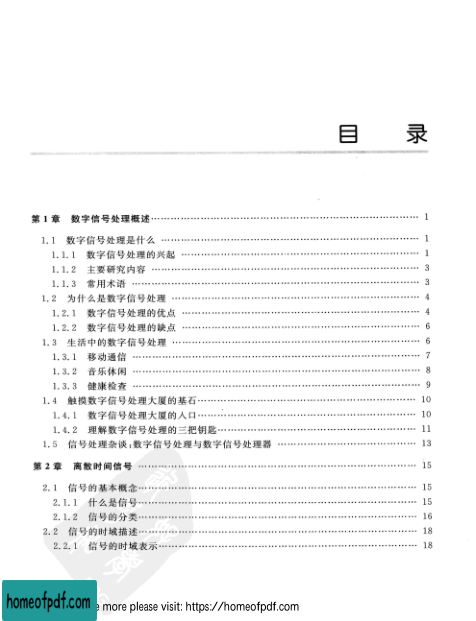 目 录
第1章 数字信号处理概述 1
1.1 数字信号处理是什么 1
1.1.1 数字信号处理的兴起 1
1.1.2 主要研究内容 3
1.1.3 常用术语 3
1.2 为什么是数字信号处理 4
1.2.1 数字信号处理的优点 4
1.2.2 数字信号处理的缺点 6
1.3 生活中的数字信号处理 6
1.3.1 移动通信 7
1.3.2 音乐休闲 8
1.3.3 健康检查 9
1.4 触摸数字信号处理大厦的基石 10
1.4.1 数字信号处理大厦的入口 10
1.4.2 理解数字信号处理的三把钥匙 11
1.5 信号处理杂谈:数字信号处理与数字信号处理器 13
第2章 离散时间信号 15
2.1 信号的基本概念 15
2.1.1 什么是信号 15
2.1.2 信号的分类 16
2.2 信号的时域描述 18
2.2.1 信号的时域表示 18
homeofpdf.com
more please visit: https://homeofpdf.com